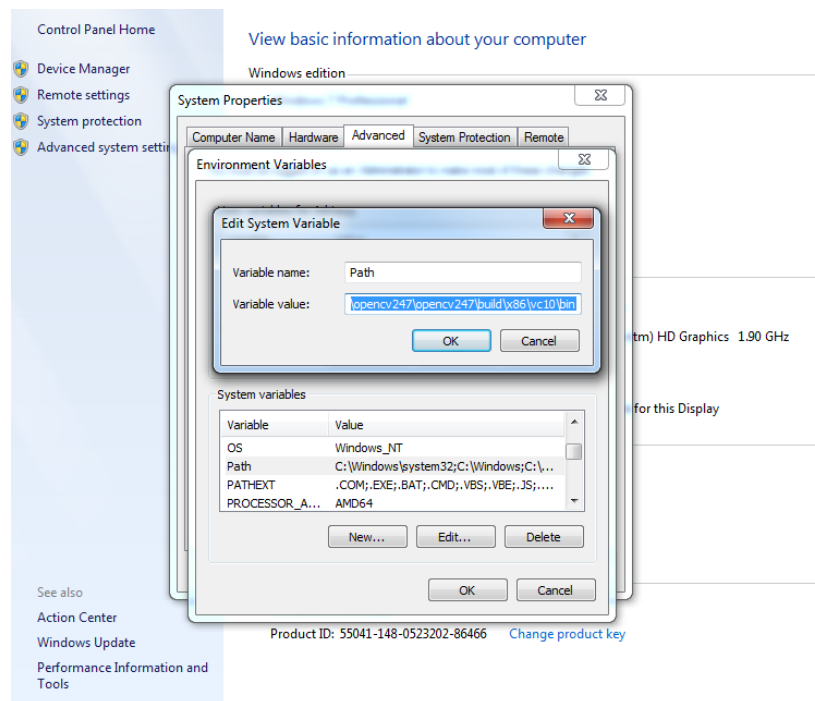 Control Panel Home
Device Manager
Remote settings
System protection
Advanced system settin
View basic information about your computer
Windows edition
System Properties
Computer Name Hardware Advanced System Protection Remote
Environment Variables
Edit System Variable
Variable name: Path
Variable value: \opencv247\opencv247\build\x86\vc10\bin
OK Cancel
tm) HD Graphics 1.90 GHz
for this Display
System variables
Variable Value
OS Windows_NT
Path C:\Windows\system32;C:\Windows;C:\...
PATHEXT .COM;.EXE;.BAT;.CMD;.VBS;.VBE;.JS;....
PROCESSOR_A... AMD64
New... Edit... Delete
OK Cancel
Product ID: 55041-148-0523202-86466 Change product key
See also
Action Center
Windows Update
Performance Information and
Tools